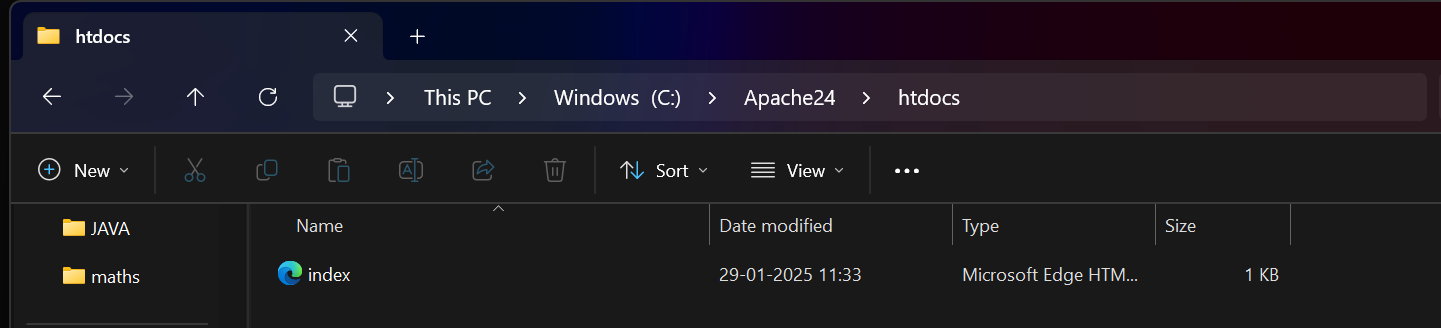 htdocs
This PC > Windows (C:) > Apache24 > htdocs
New Sort View
JAVA
maths
Name Date modified Type Size
index 29-01-2025 11:33 Microsoft Edge HTM... 1 KB